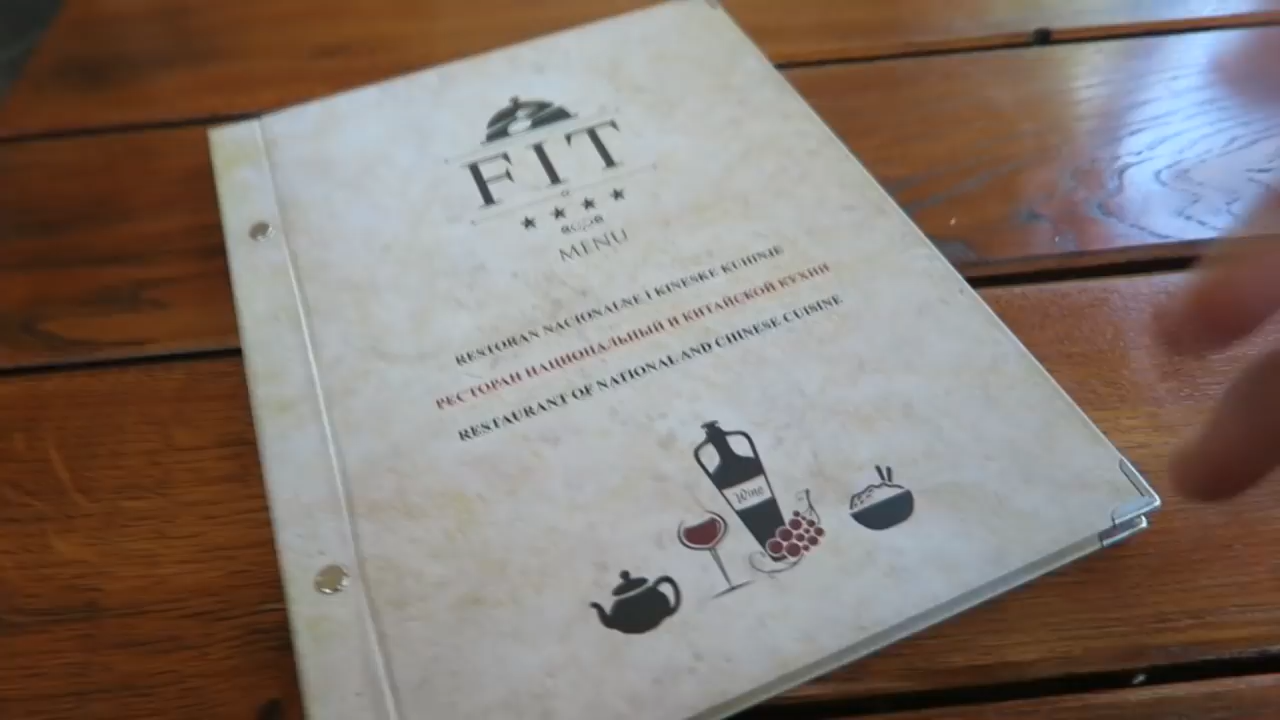 FIT
MENU
RESTORAN NACIONALNE I KINESKE KUHINJE
РЕСТОРАН НАЦИОНАЛЬНЫЙ И КИТАЙСКОЙ КУХНИ
RESTAURANT OF NATIONAL AND CHINESE CUISINE
Wine